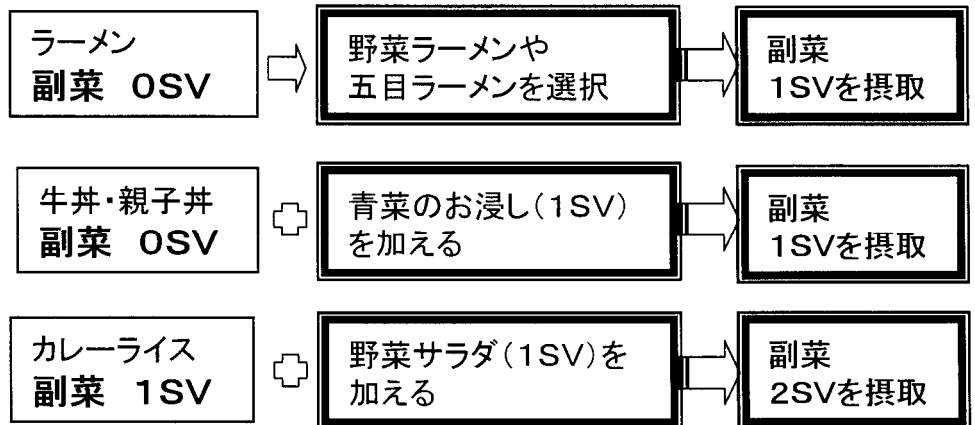 ラーメン
副菜 0SV
野菜ラーメンや
五目ラーメンを選択
副菜
1SVを摂取
牛丼・親子丼
副菜 0SV
青菜のお浸し(1SV)
を加える
副菜
1SVを摂取
カレーライス
副菜 1SV
野菜サラダ(1SV)を
加える
副菜
2SVを摂取